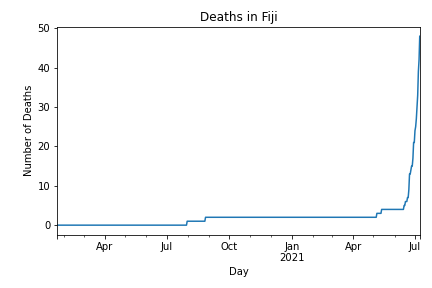 Deaths in Fiji
50
40
30
20
10
0
Number of Deaths
Apr
Jul
Oct
Jan
2021
Apr
Jul
Day